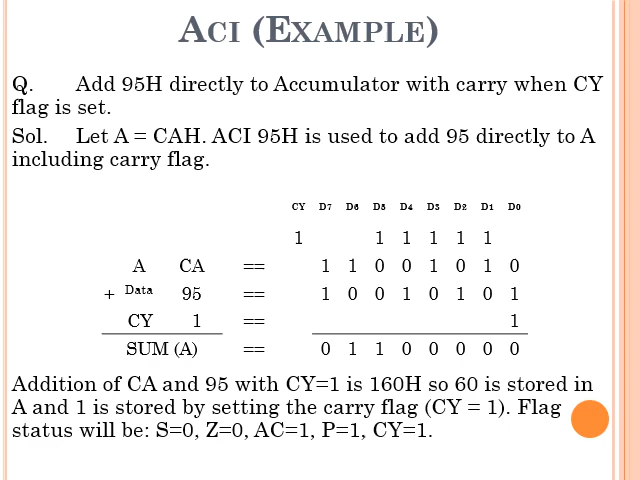 ACI (EXAMPLE)
Q. Add 95H directly to Accumulator with carry when CY
flag is set.
Sol. Let A = CAH. ACI 95H is used to add 95 directly to A
including carry flag.
CY D7 D6 D5 D4 D3 D2 D1 D0
1 1 1 1 1 1
A CA == 1 1 0 0 1 0 1 0
+ Data 95 == 1 0 0 1 0 1 0 1
CY 1 == 1
SUM (A) == 0 1 1 0 0 0 0 0
Addition of CA and 95 with CY=1 is 160H so 60 is stored in
A and 1 is stored by setting the carry flag (CY = 1). Flag
status will be: S=0, Z=0, AC=1, P=1, CY=1.